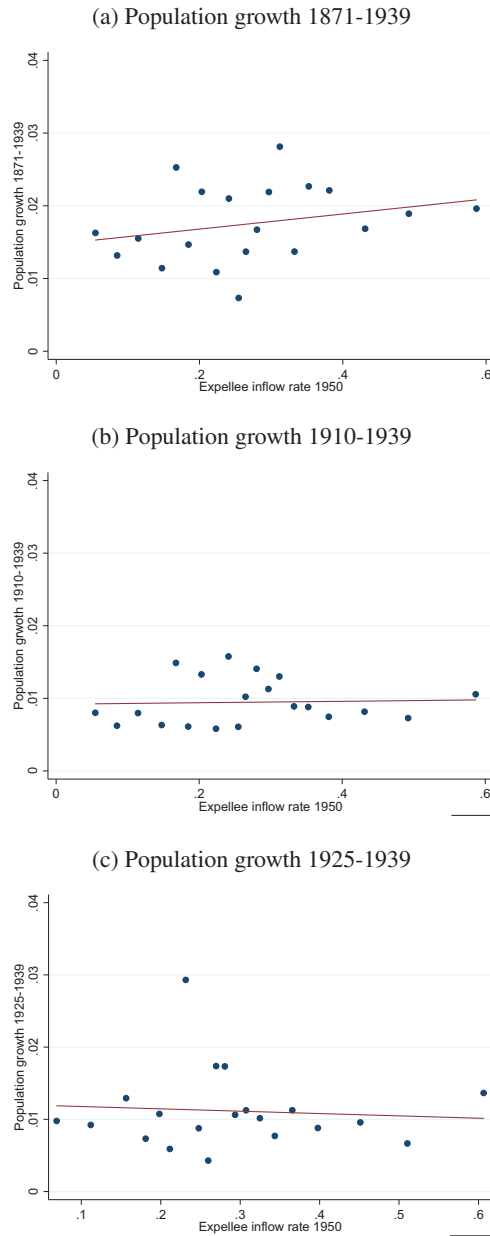 (a) Population growth 1871-1939
.04
.03
.02
.01
0
Population growth 1871-1939
0 .2 .4 .6
Expellee inflow rate 1950
(b) Population growth 1910-1939
.04
.03
.02
.01
0
Population grwoth 1910-1939
0 .2 .4 .6
Expellee inflow rate 1950
(c) Population growth 1925-1939
.04
.03
.02
.01
0
Population growth 1925-1939
.1 .2 .3 .4 .5 .6
Expellee inflow rate 1950